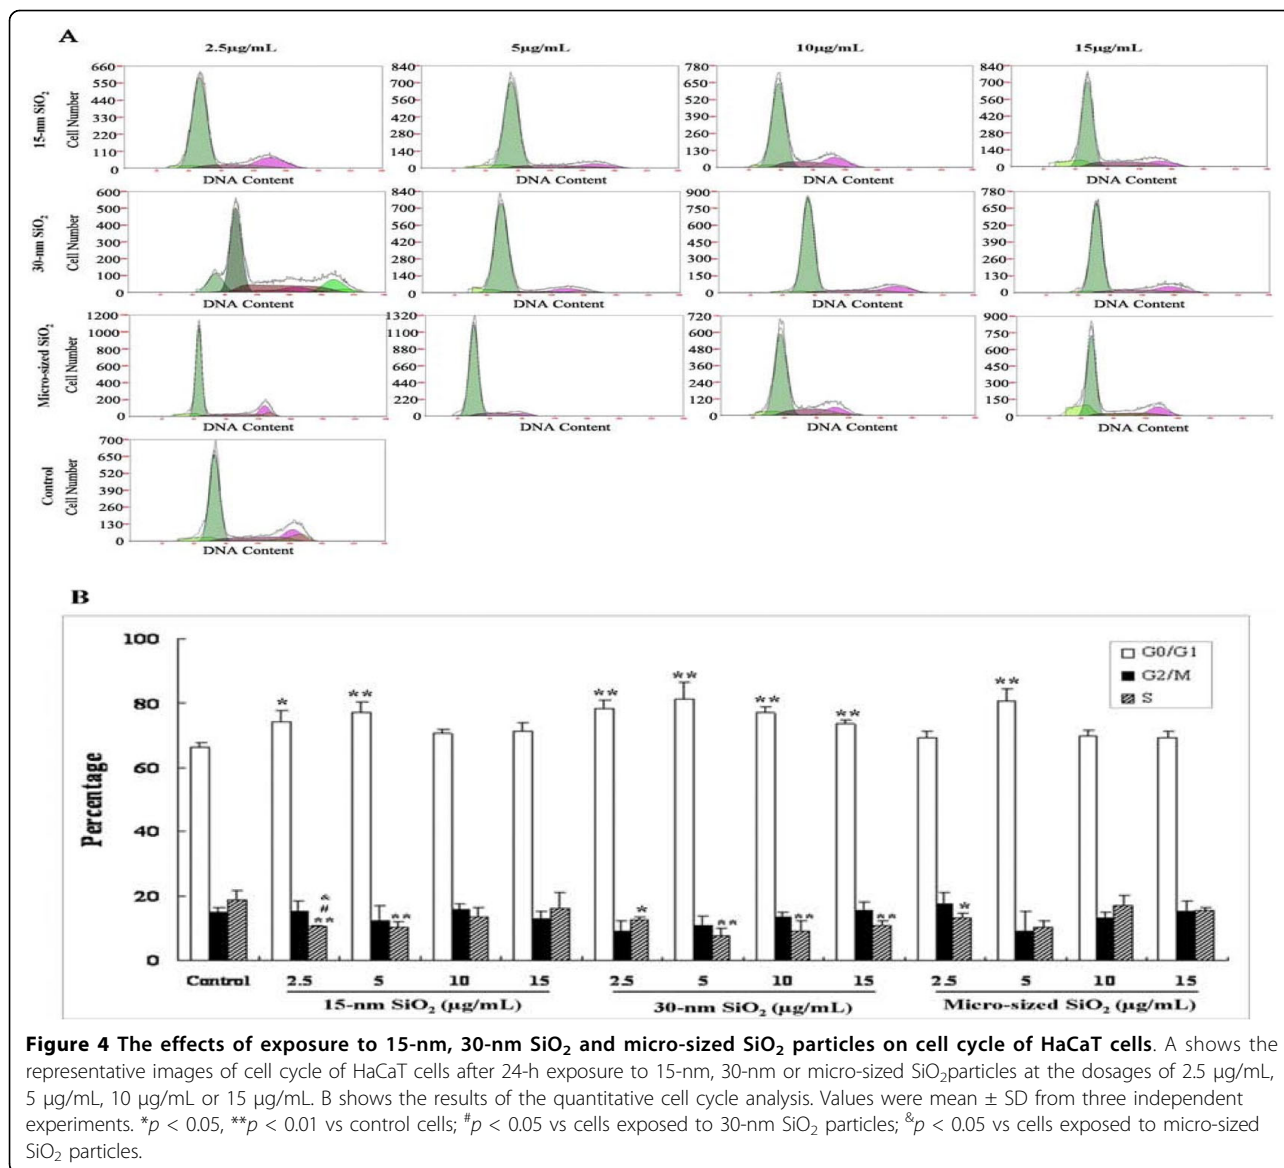 A
2.5µg/mL 5µg/mL 10µg/mL 15µg/mL
15-nm SiO₂
Cell Number
660 550 440 330 220 110 0
DNA Content
840 700 560 420 280 140 0
DNA Content
780 650 520 390 260 130 0
DNA Content
840 720 600 480 360 240 120 0
DNA Content
30-nm SiO₂
Cell Number
600 500 400 300 200 100 0
DNA Content
840 700 560 420 280 140 0
DNA Content
900 750 600 450 300 150 0
DNA Content
780 650 520 390 260 130 0
DNA Content
Micro-sized SiO₂
Cell Number
1200 1000 800 600 400 200 0
DNA Content
1320 1100 880 660 440 220 0
DNA Content
720 600 480 360 240 120 0
DNA Content
900 750 600 450 300 150 0
DNA Content
Control
Cell Number
700 650 520 390 260 130 0
DNA Content
B
Percentage
100
80
60
40
20
0
G0/G1
G2/M
S
* ** ** ** ** ** **
& # ** ** * ** ** ** *
Control 2.5 5 10 15 2.5 5 10 15 2.5 5 10 15
15-nm SiO₂ (µg/mL) 30-nm SiO₂ (µg/mL) Micro-sized SiO₂ (µg/mL)
Figure 4 The effects of exposure to 15-nm, 30-nm SiO₂ and micro-sized SiO₂ particles on cell cycle of HaCaT cells. A shows the
representative images of cell cycle of HaCaT cells after 24-h exposure to 15-nm, 30-nm or micro-sized SiO₂particles at the dosages of 2.5 µg/mL,
5 µg/mL, 10 µg/mL or 15 µg/mL. B shows the results of the quantitative cell cycle analysis. Values were mean ± SD from three independent
experiments. *p < 0.05, **p < 0.01 vs control cells; #p < 0.05 vs cells exposed to 30-nm SiO₂ particles; &p < 0.05 vs cells exposed to micro-sized
SiO₂ particles.